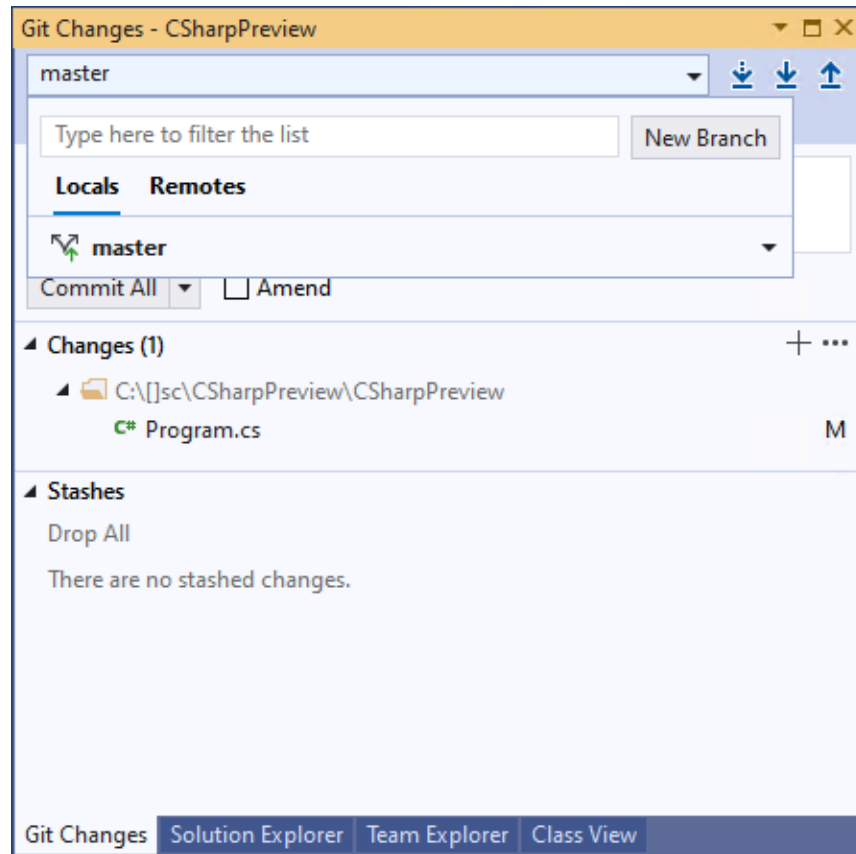 Git Changes - CSharpPreview
master
Type here to filter the list New Branch
Locals Remotes
master
Commit All Amend
Changes (1)
C:\[]sc\CSharpPreview\CSharpPreview
C# Program.cs M
Stashes
Drop All
There are no stashed changes.
Git Changes Solution Explorer Team Explorer Class View